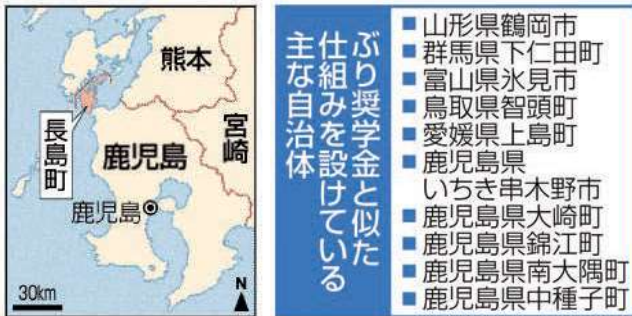 熊本
宮崎
長島町
鹿児島
鹿児島
30km
N
ぶり奨学金と似た
仕組みを設けている
主な自治体
■山形県鶴岡市
■群馬県下仁田町
■富山県氷見市
■鳥取県智頭町
■愛媛県上島町
■鹿児島県
いちき串木野市
■鹿児島県大崎町
■鹿児島県錦江町
■鹿児島県南大隅町
■鹿児島県中種子町